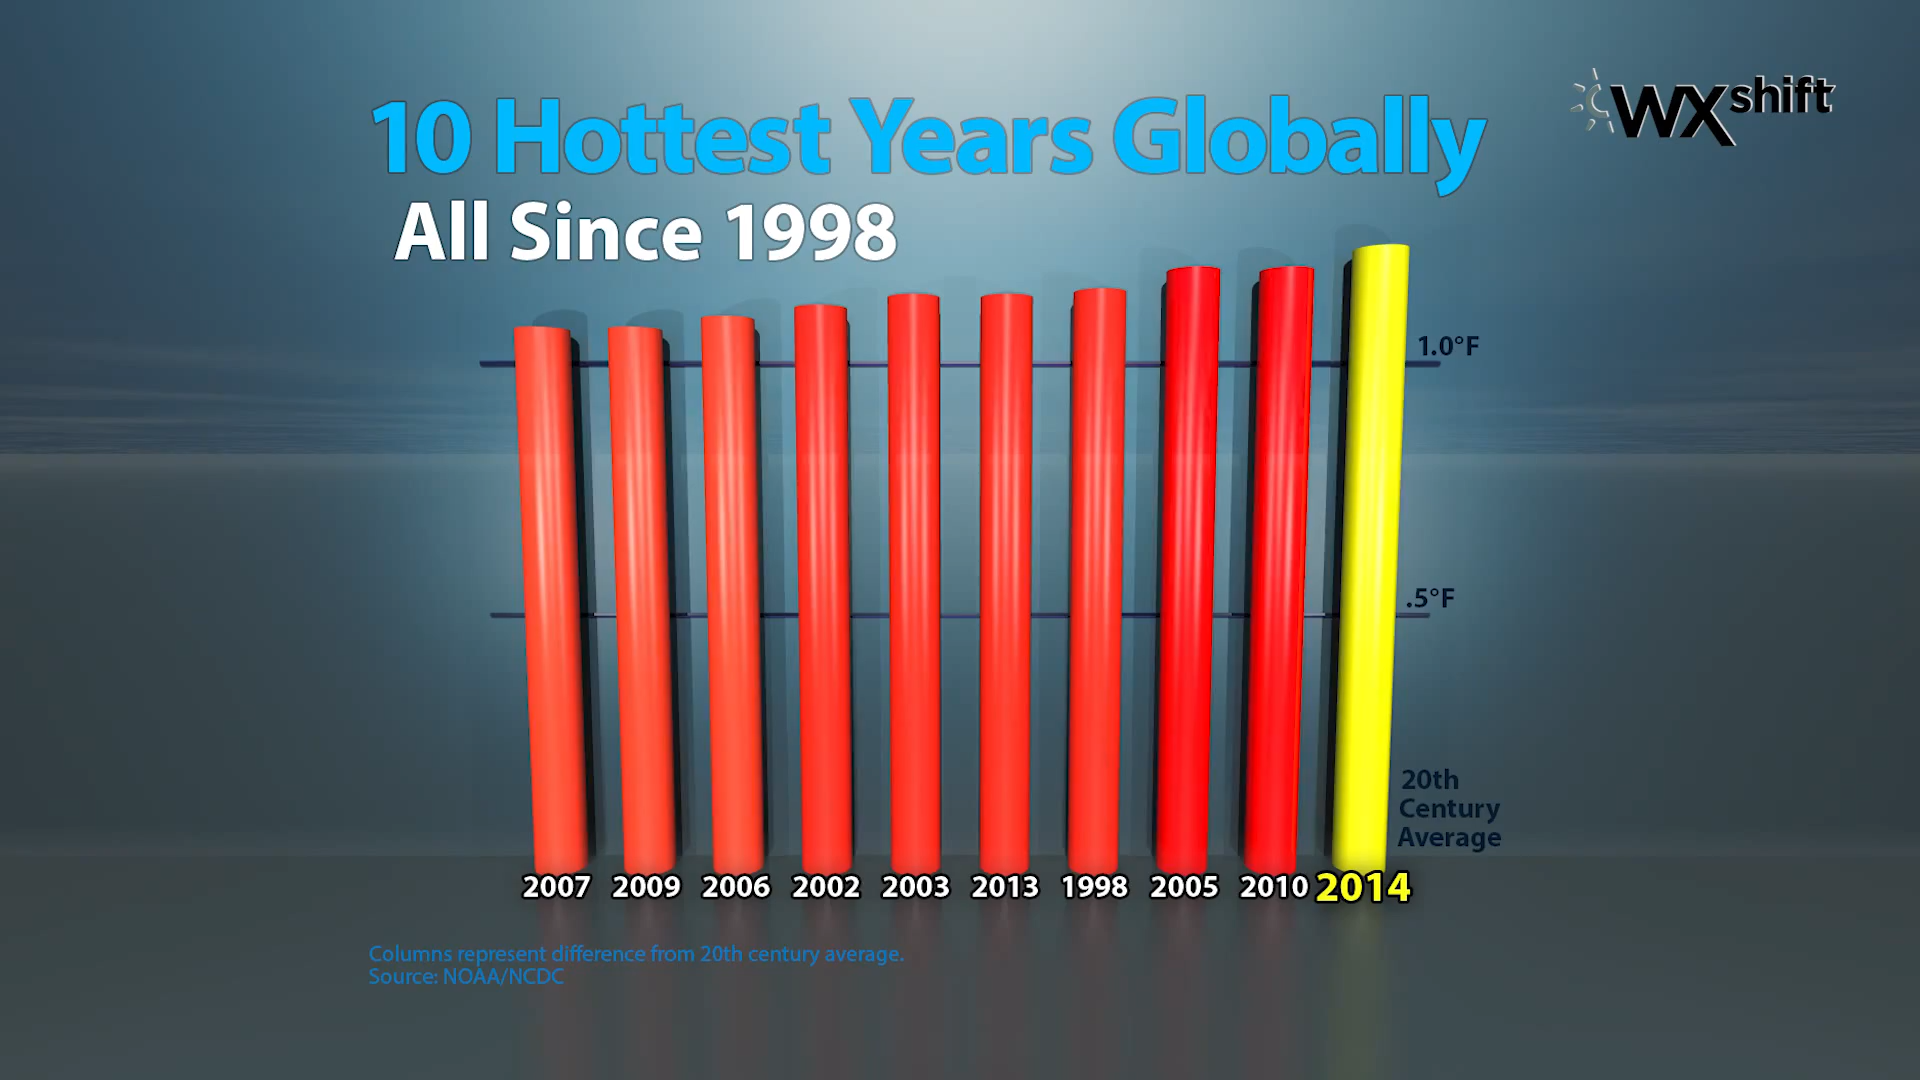 10 Hottest Years Globally
All Since 1998
WXshift
1.0°F
.5°F
20th
Century
Average
2007 2009 2006 2002 2003 2013 1998 2005 2010 2014
Columns represent difference from 20th century average.
Source: NOAA/NCDC